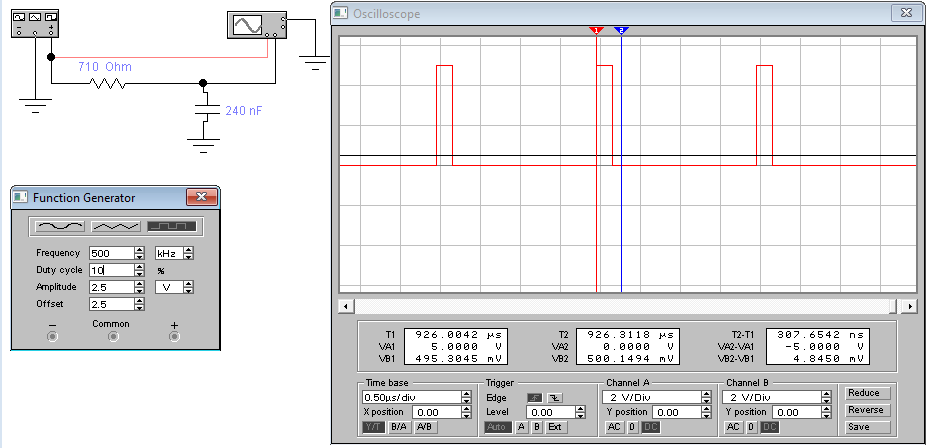 Oscilloscope
1 2
710 Ohm
240 nF
Function Generator
Frequency 500 kHz
Duty cycle 10 %
Amplitude 2.5 V
Offset 2.5
− Common +
T1 926.0042 µs
VA1 5.0000 V
VB1 495.3045 mV
T2 926.3118 µs
VA2 0.0000 V
VB2 500.1494 mV
T2-T1 307.6542 ns
VA2-VA1 -5.0000 V
VB2-VB1 4.8450 mV
Time base
0.50µs/div
X position 0.00
Y/T B/A A/B
Trigger
Edge
Level 0.00
Auto A B Ext
Channel A
2 V/Div
Y position 0.00
AC 0 DC
Channel B
2 V/Div
Y position 0.00
AC 0 DC
Reduce
Reverse
Save